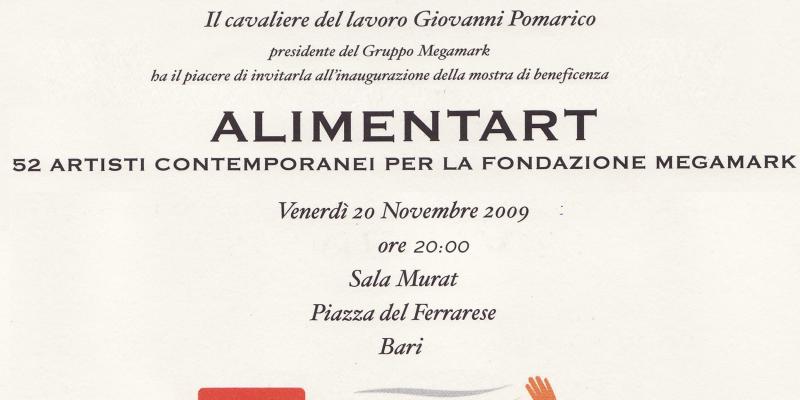 Il cavaliere del lavoro Giovanni Pomarico
presidente del Gruppo Megamark
ha il piacere di invitarla all'inaugurazione della mostra di beneficenza
ALIMENTART
52 ARTISTI CONTEMPORANEI PER LA FONDAZIONE MEGAMARK
Venerdì 20 Novembre 2009
ore 20:00
Sala Murat
Piazza del Ferrarese
Bari